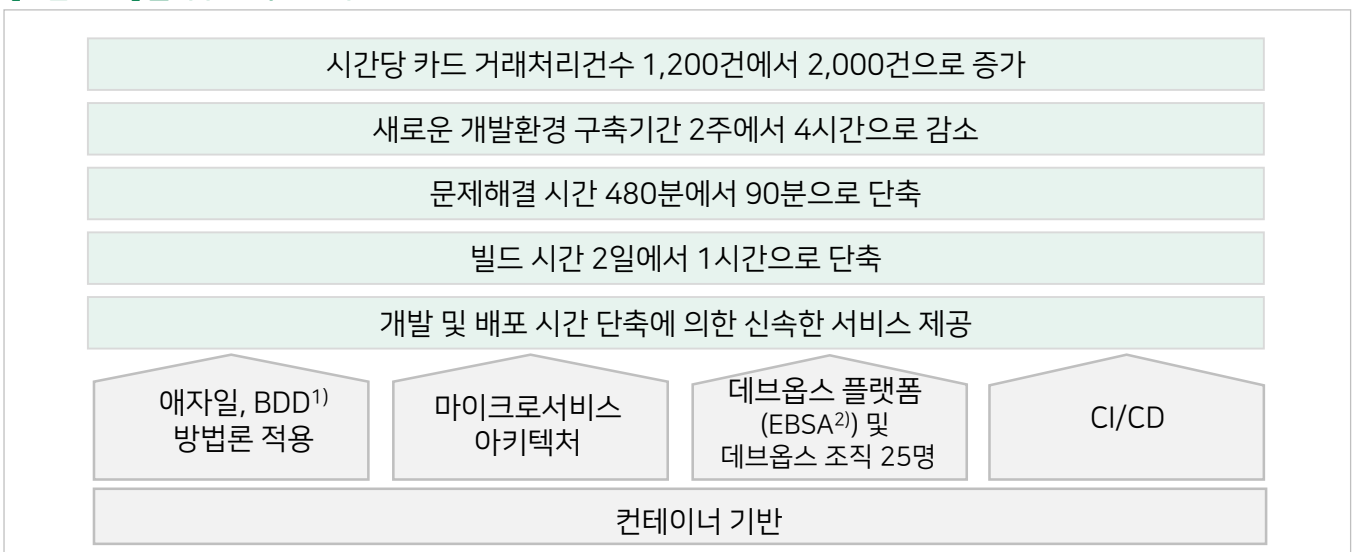 시간당 카드 거래처리건수 1,200건에서 2,000건으로 증가
새로운 개발환경 구축기간 2주에서 4시간으로 감소
문제해결 시간 480분에서 90분으로 단축
빌드 시간 2일에서 1시간으로 단축
개발 및 배포 시간 단축에 의한 신속한 서비스 제공
애자일, BDD1)
방법론 적용
마이크로서비스
아키텍처
데브옵스 플랫폼
(EBSA2)) 및
데브옵스 조직 25명
CI/CD
컨테이너 기반